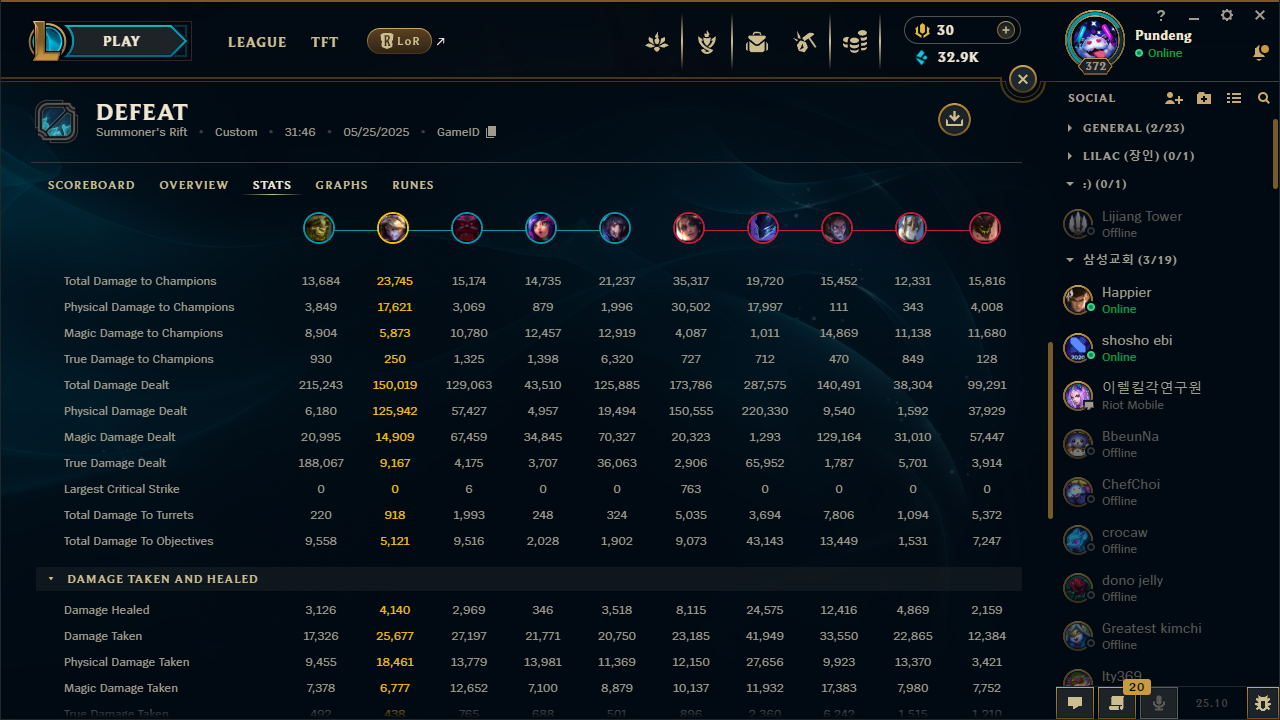 PLAY
LEAGUE
TFT
LoR
30
32.9K
?
Pundeng
Online
372
DEFEAT
Summoner's Rift • Custom • 31:46 • 05/25/2025 • GameID
SOCIAL
GENERAL (2/23)
LILAC (장인) (0/1)
:) (0/1)
Lijiang Tower
Offline
삼성교회 (3/19)
Happier
Online
shosho ebi
Online
이렐킬각연구원
Riot Mobile
BbeunNa
Offline
ChefChoi
Offline
crocaw
Offline
dono jelly
Offline
Greatest kimchi
Offline
lty369
20
25.10
SCOREBOARD OVERVIEW STATS GRAPHS RUNES
Total Damage to Champions 13,684 23,745 15,174 14,735 21,237 35,317 19,720 15,452 12,331 15,816
Physical Damage to Champions 3,849 17,621 3,069 879 1,996 30,502 17,997 111 343 4,008
Magic Damage to Champions 8,904 5,873 10,780 12,457 12,919 4,087 1,011 14,869 11,138 11,680
True Damage to Champions 930 250 1,325 1,398 6,320 727 712 470 849 128
Total Damage Dealt 215,243 150,019 129,063 43,510 125,885 173,786 287,575 140,491 38,304 99,291
Physical Damage Dealt 6,180 125,942 57,427 4,957 19,494 150,555 220,330 9,540 1,592 37,929
Magic Damage Dealt 20,995 14,909 67,459 34,845 70,327 20,323 1,293 129,164 31,010 57,447
True Damage Dealt 188,067 9,167 4,175 3,707 36,063 2,906 65,952 1,787 5,701 3,914
Largest Critical Strike 0 0 6 0 0 763 0 0 0 0
Total Damage To Turrets 220 918 1,993 248 324 5,035 3,694 7,806 1,094 5,372
Total Damage To Objectives 9,558 5,121 9,516 2,028 1,902 9,073 43,143 13,449 1,531 7,247
DAMAGE TAKEN AND HEALED
Damage Healed 3,126 4,140 2,969 346 3,518 8,115 24,575 12,416 4,869 2,159
Damage Taken 17,326 25,677 27,197 21,771 20,750 23,185 41,949 33,550 22,865 12,384
Physical Damage Taken 9,455 18,461 13,779 13,981 11,369 12,150 27,656 9,923 13,370 3,421
Magic Damage Taken 7,378 6,777 12,652 7,100 8,879 10,137 11,932 17,383 7,980 7,752
True Damage Taken 492 438 765 688 501 896 2,360 6,242 1,515 1,210